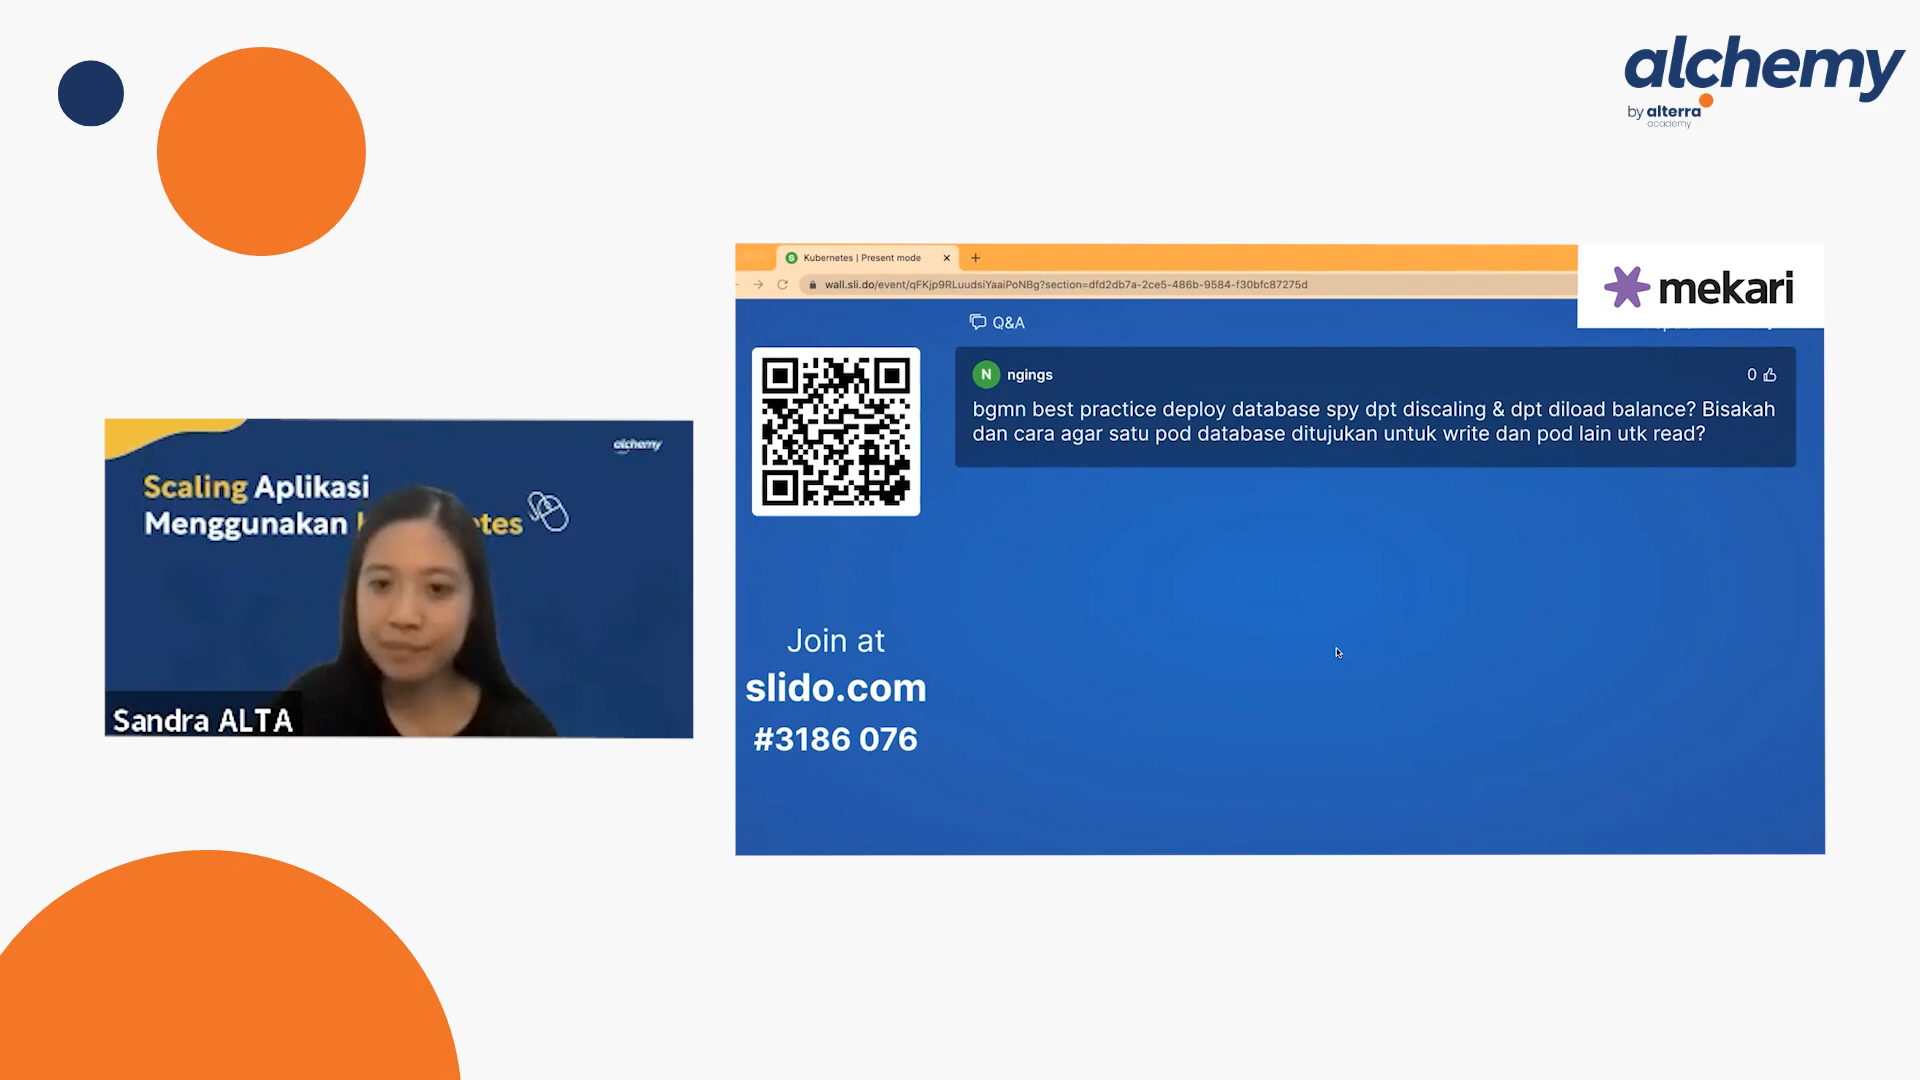 alchemy
by alterra
academy
Kubernetes | Present mode
wall.sli.do/event/qFKjp9RLuudsiYaaiPoNBg?section=dfd2db7a-2ce5-486b-9584-f30bfc87275d
mekari
Q&A
N ngings
0
bgmn best practice deploy database spy dpt discaling & dpt diload balance? Bisakah
dan cara agar satu pod database ditujukan untuk write dan pod lain utk read?
Join at
slido.com
#3186 076
alchemy
Scaling Aplikasi
Menggunakan
Sandra ALTA